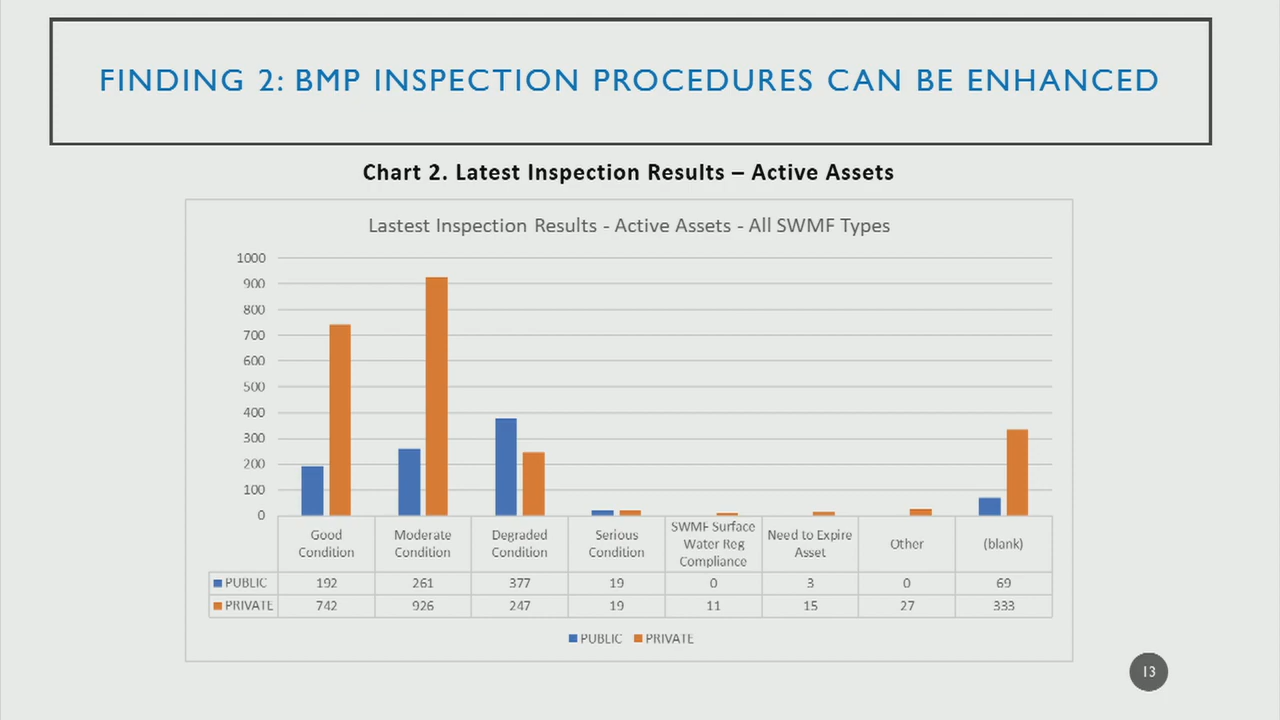 FINDING 2: BMP INSPECTION PROCEDURES CAN BE ENHANCED
Chart 2. Latest Inspection Results – Active Assets
Lastest Inspection Results - Active Assets - All SWMF Types
1000
900
800
700
600
500
400
300
200
100
0
Good Condition
Moderate Condition
Degraded Condition
Serious Condition
SWMF Surface Water Reg Compliance
Need to Expire Asset
Other
(blank)
PUBLIC 192 261 377 19 0 3 0 69
PRIVATE 742 926 247 19 11 15 27 333
PUBLIC PRIVATE
13